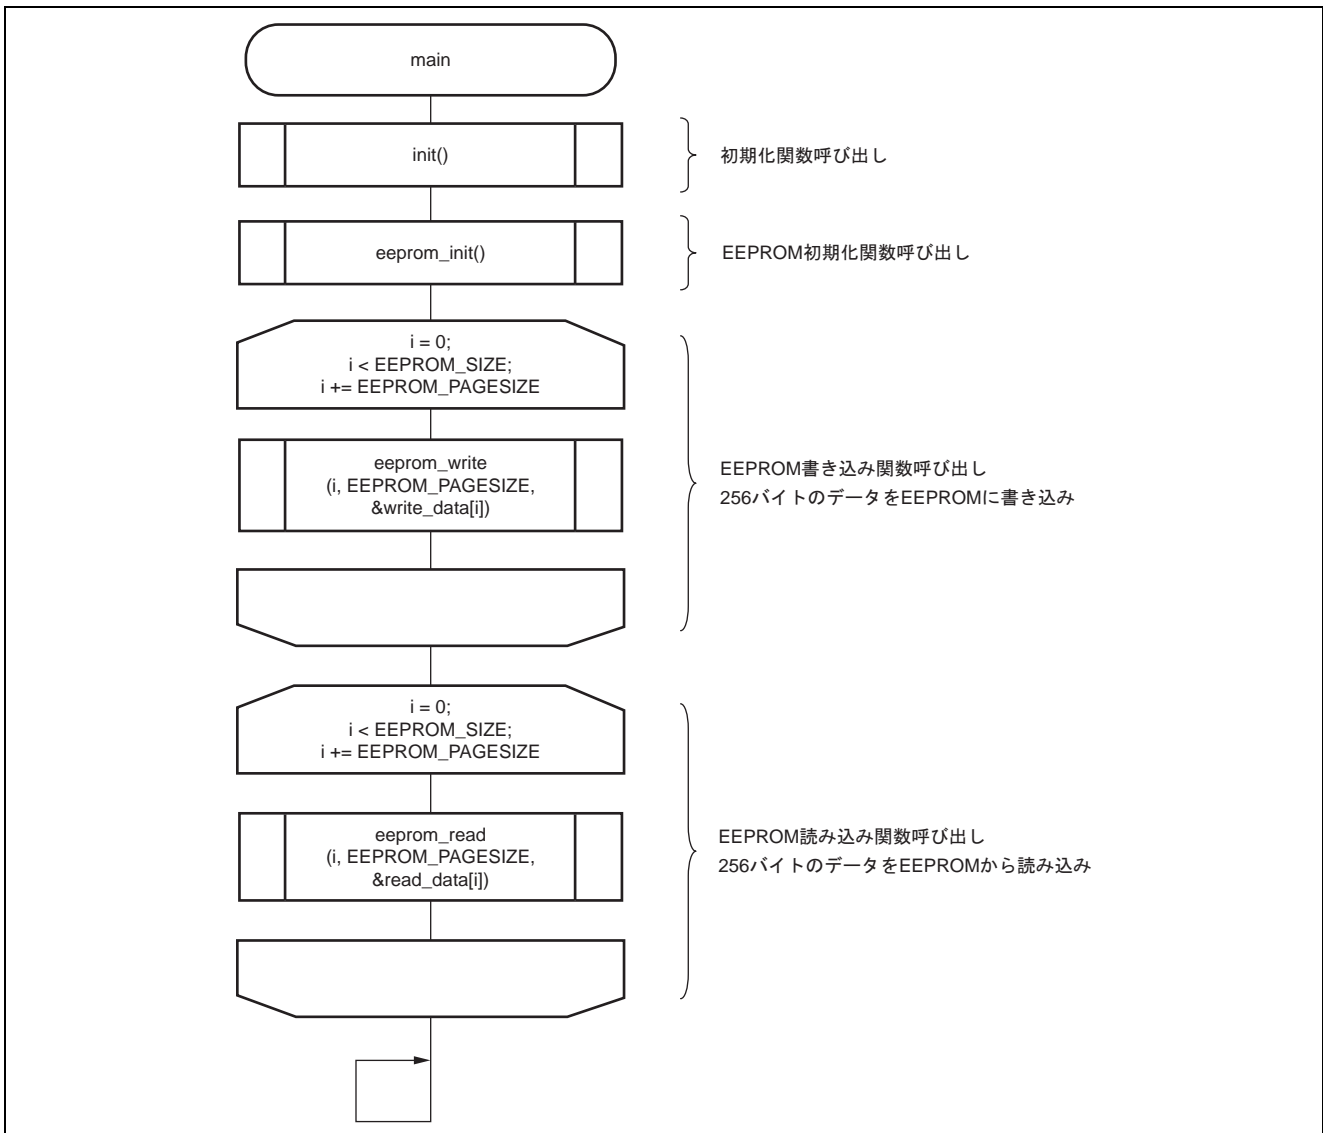 main
init()
初期化関数呼び出し
eeprom_init()
EEPROM初期化関数呼び出し
i = 0;
i < EEPROM_SIZE;
i += EEPROM_PAGESIZE
eeprom_write
(i, EEPROM_PAGESIZE,
&write_data[i])
EEPROM書き込み関数呼び出し
256バイトのデータをEEPROMに書き込み
i = 0;
i < EEPROM_SIZE;
i += EEPROM_PAGESIZE
eeprom_read
(i, EEPROM_PAGESIZE,
&read_data[i])
EEPROM読み込み関数呼び出し
256バイトのデータをEEPROMから読み込み